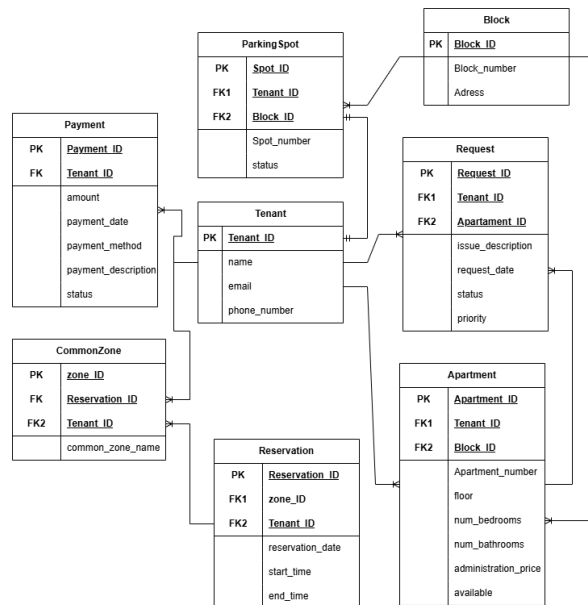 Block
PK Block_ID
Block_number
Adress
ParkingSpot
PK Spot_ID
FK1 Tenant_ID
FK2 Block_ID
Spot_number
status
Payment
PK Payment_ID
FK Tenant_ID
amount
payment_date
payment_method
payment_description
status
Request
PK Request_ID
FK1 Tenant_ID
FK2 Apartament_ID
issue_description
request_date
status
priority
Tenant
PK Tenant_ID
name
email
phone_number
CommonZone
PK zone_ID
FK Reservation_ID
FK2 Tenant_ID
common_zone_name
Apartment
PK Apartment_ID
FK1 Tenant_ID
FK2 Block_ID
Apartment_number
floor
num_bedrooms
num_bathrooms
administration_price
available
Reservation
PK Reservation_ID
FK1 zone_ID
FK2 Tenant_ID
reservation_date
start_time
end_time